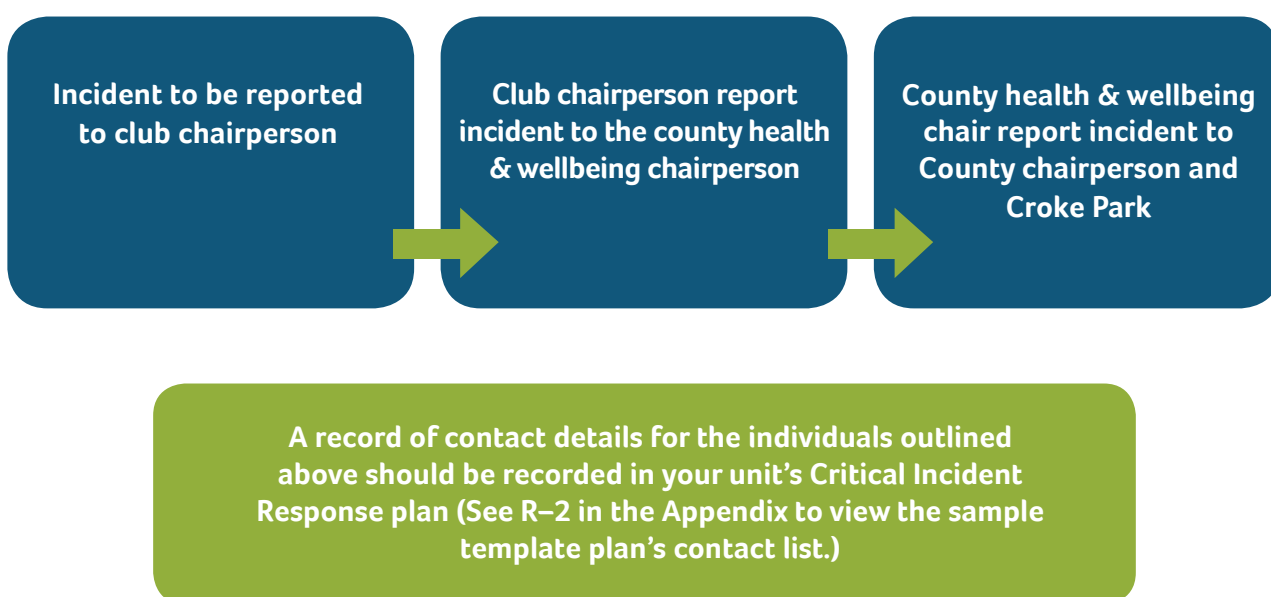 Incident to be reported
to club chairperson
Club chairperson report
incident to the county health
& wellbeing chairperson
County health & wellbeing
chair report incident to
County chairperson and
Croke Park
A record of contact details for the individuals outlined
above should be recorded in your unit's Critical Incident
Response plan (See R–2 in the Appendix to view the sample
template plan's contact list.)